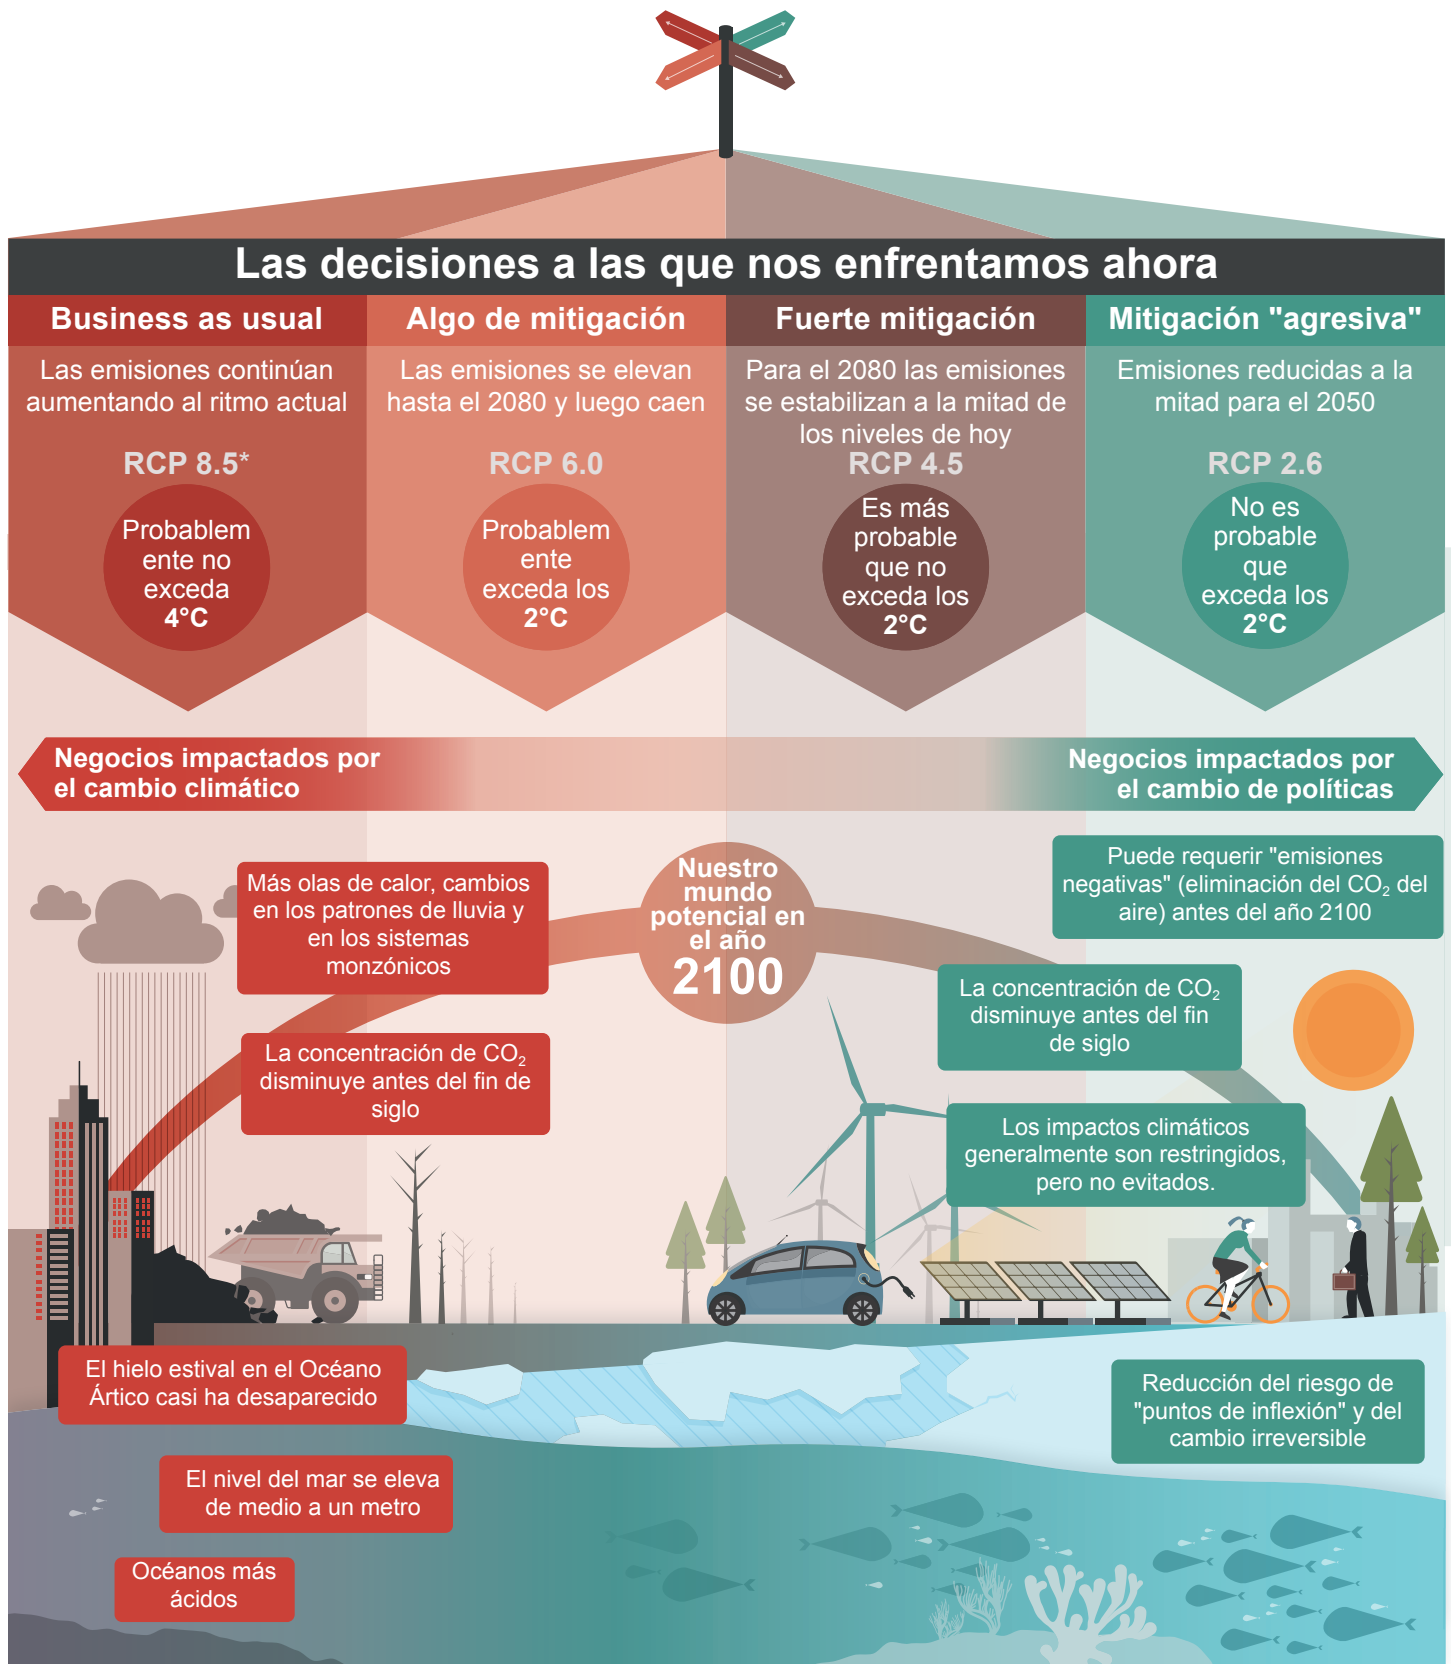 Las decisiones a las que nos enfrentamos ahora
Business as usual
Las emisiones continúan
aumentando al ritmo actual
RCP 8.5*
Probablem
ente no
exceda
4°C
Algo de mitigación
Las emisiones se elevan
hasta el 2080 y luego caen
RCP 6.0
Probablem
ente
exceda los
2°C
Fuerte mitigación
Para el 2080 las emisiones
se estabilizan a la mitad de
los niveles de hoy
RCP 4.5
Es más
probable
que no
exceda los
2°C
Mitigación "agresiva"
Emisiones reducidas a la
mitad para el 2050
RCP 2.6
No es
probable
que
exceda los
2°C
Negocios impactados por
el cambio climático
Negocios impactados por
el cambio de políticas
Nuestro
mundo
potencial en
el año
2100
Más olas de calor, cambios
en los patrones de lluvia y
en los sistemas
monzónicos
La concentración de CO₂
disminuye antes del fin de
siglo
Puede requerir "emisiones
negativas" (eliminación del CO₂ del
aire) antes del año 2100
La concentración de CO₂
disminuye antes del fin
de siglo
Los impactos climáticos
generalmente son restringidos,
pero no evitados.
El hielo estival en el Océano
Ártico casi ha desaparecido
El nivel del mar se eleva
de medio a un metro
Océanos más
ácidos
Reducción del riesgo de
"puntos de inflexión" y del
cambio irreversible